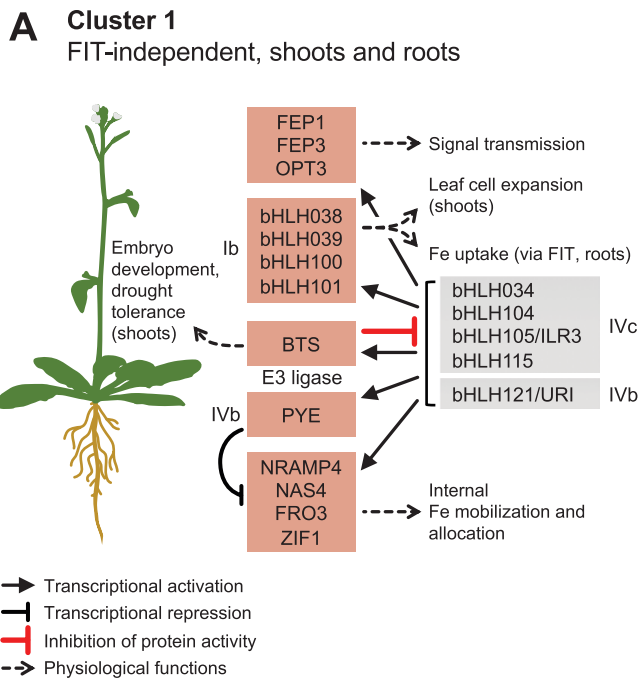 A
Cluster 1
FIT-independent, shoots and roots
FEP1
FEP3
OPT3
Signal transmission
Leaf cell expansion
(shoots)
Ib
bHLH038
bHLH039
bHLH100
bHLH101
Fe uptake (via FIT, roots)
Embryo
development,
drought
tolerance
(shoots)
bHLH034
bHLH104
bHLH105/ILR3
bHLH115
IVc
BTS
E3 ligase
bHLH121/URI
IVb
IVb
PYE
NRAMP4
NAS4
FRO3
ZIF1
Internal
Fe mobilization and
allocation
Transcriptional activation
Transcriptional repression
Inhibition of protein activity
Physiological functions